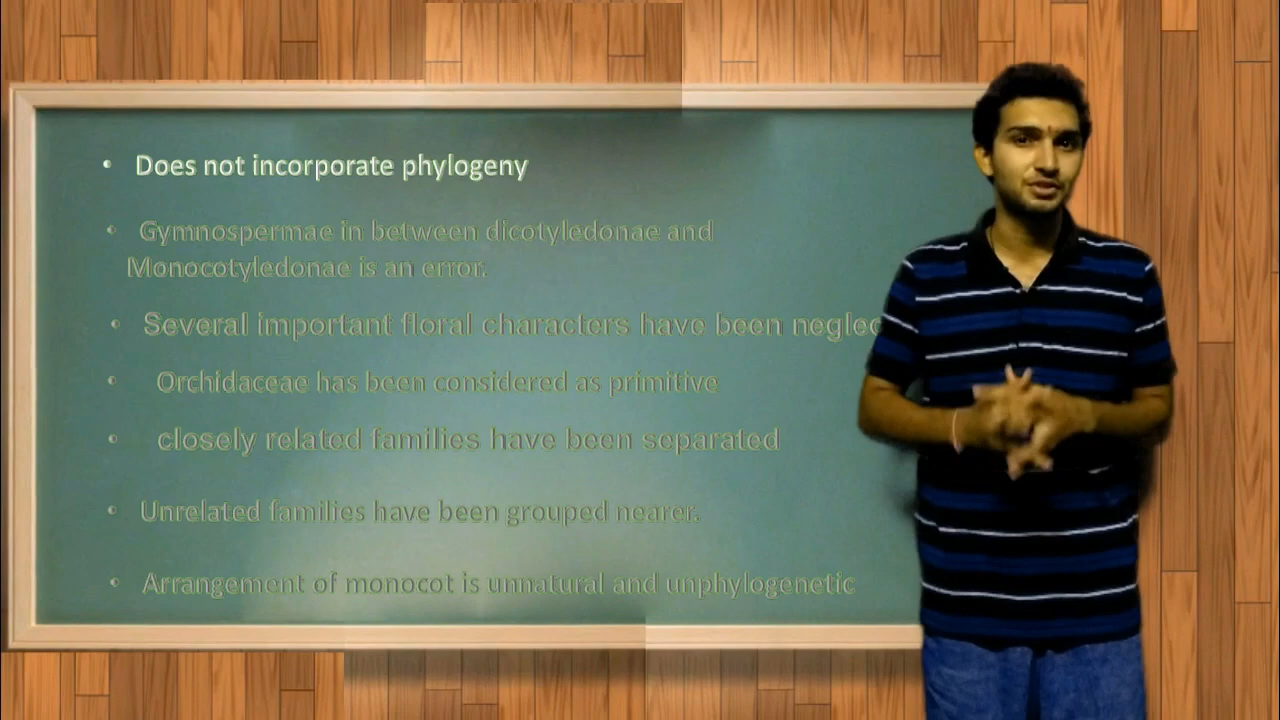 • Does not incorporate phylogeny
• Gymnospermae in between dicotyledonae and
Monocotyledonae is an error.
• Several important floral characters have been neglec
• Orchidaceae has been considered as primitive
• closely related families have been separated
• Unrelated families have been grouped nearer.
• Arrangement of monocot is unnatural and unphylogenetic